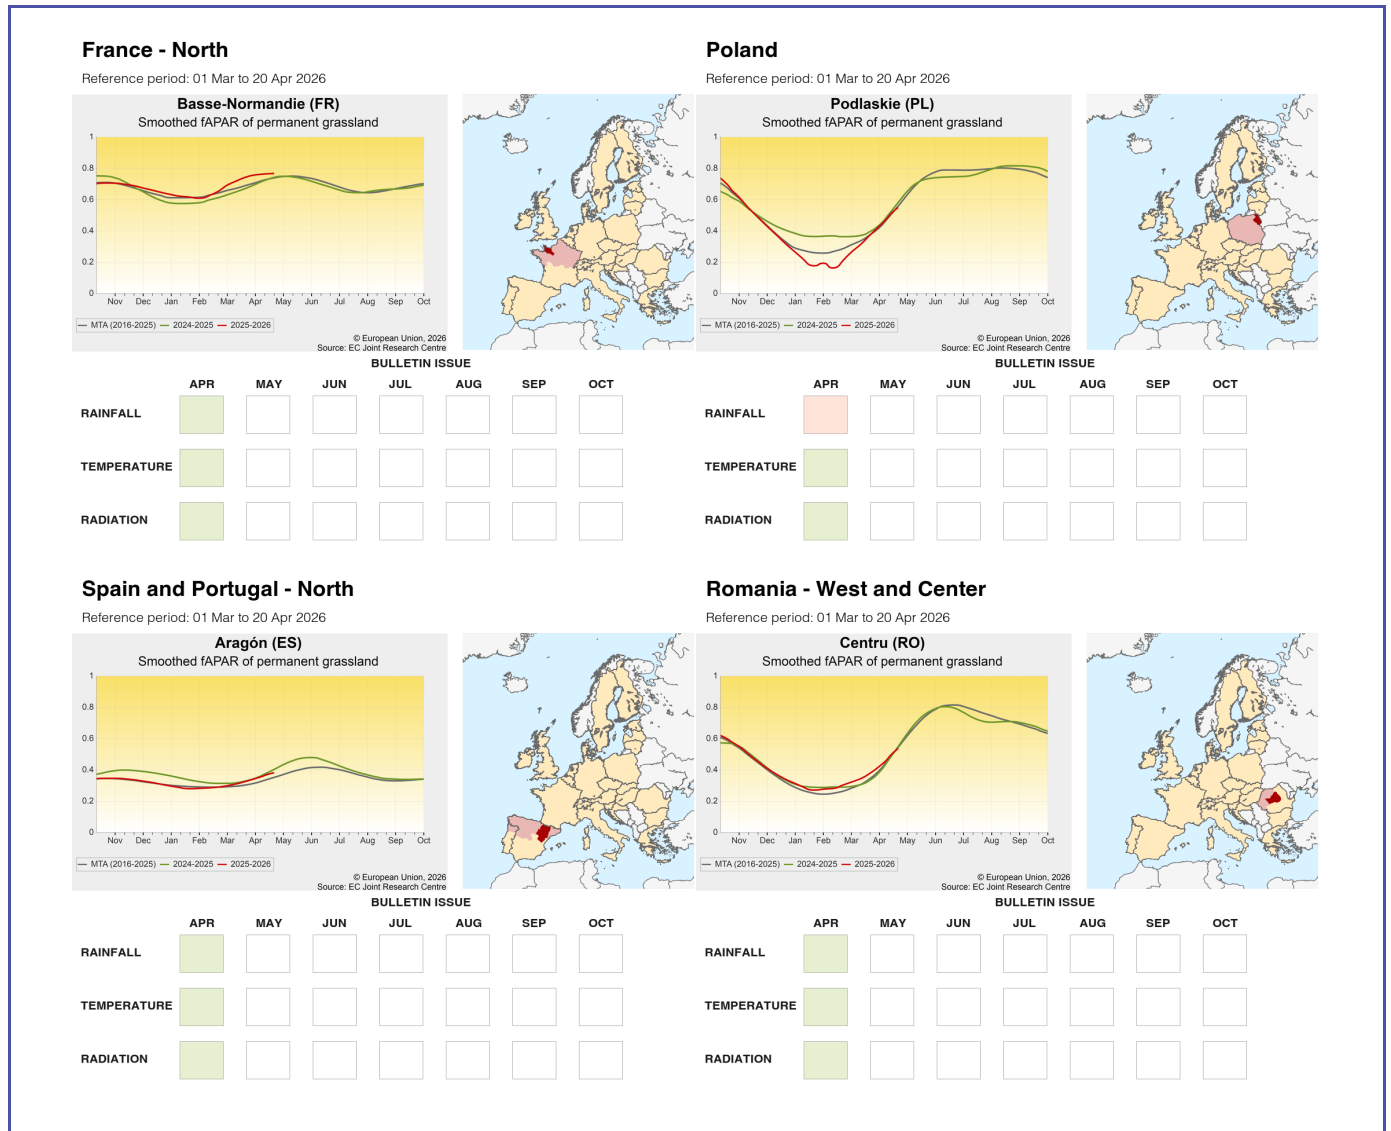 France - North
Reference period: 01 Mar to 20 Apr 2026
Basse-Normandie (FR)
Smoothed fAPAR of permanent grassland
1
0.8
0.6
0.4
0.2
0
Nov Dec Jan Feb Mar Apr May Jun Jul Aug Sep Oct
MTA (2016-2025) 2024-2025 2025-2026
© European Union, 2026
Source: EC Joint Research Centre
BULLETIN ISSUE
APR MAY JUN JUL AUG SEP OCT
RAINFALL
TEMPERATURE
RADIATION
Poland
Reference period: 01 Mar to 20 Apr 2026
Podlaskie (PL)
Smoothed fAPAR of permanent grassland
1
0.8
0.6
0.4
0.2
0
Nov Dec Jan Feb Mar Apr May Jun Jul Aug Sep Oct
MTA (2016-2025) 2024-2025 2025-2026
© European Union, 2026
Source: EC Joint Research Centre
BULLETIN ISSUE
APR MAY JUN JUL AUG SEP OCT
RAINFALL
TEMPERATURE
RADIATION
Spain and Portugal - North
Reference period: 01 Mar to 20 Apr 2026
Aragón (ES)
Smoothed fAPAR of permanent grassland
1
0.8
0.6
0.4
0.2
0
Nov Dec Jan Feb Mar Apr May Jun Jul Aug Sep Oct
MTA (2016-2025) 2024-2025 2025-2026
© European Union, 2026
Source: EC Joint Research Centre
BULLETIN ISSUE
APR MAY JUN JUL AUG SEP OCT
RAINFALL
TEMPERATURE
RADIATION
Romania - West and Center
Reference period: 01 Mar to 20 Apr 2026
Centru (RO)
Smoothed fAPAR of permanent grassland
1
0.8
0.6
0.4
0.2
0
Nov Dec Jan Feb Mar Apr May Jun Jul Aug Sep Oct
MTA (2016-2025) 2024-2025 2025-2026
© European Union, 2026
Source: EC Joint Research Centre
BULLETIN ISSUE
APR MAY JUN JUL AUG SEP OCT
RAINFALL
TEMPERATURE
RADIATION